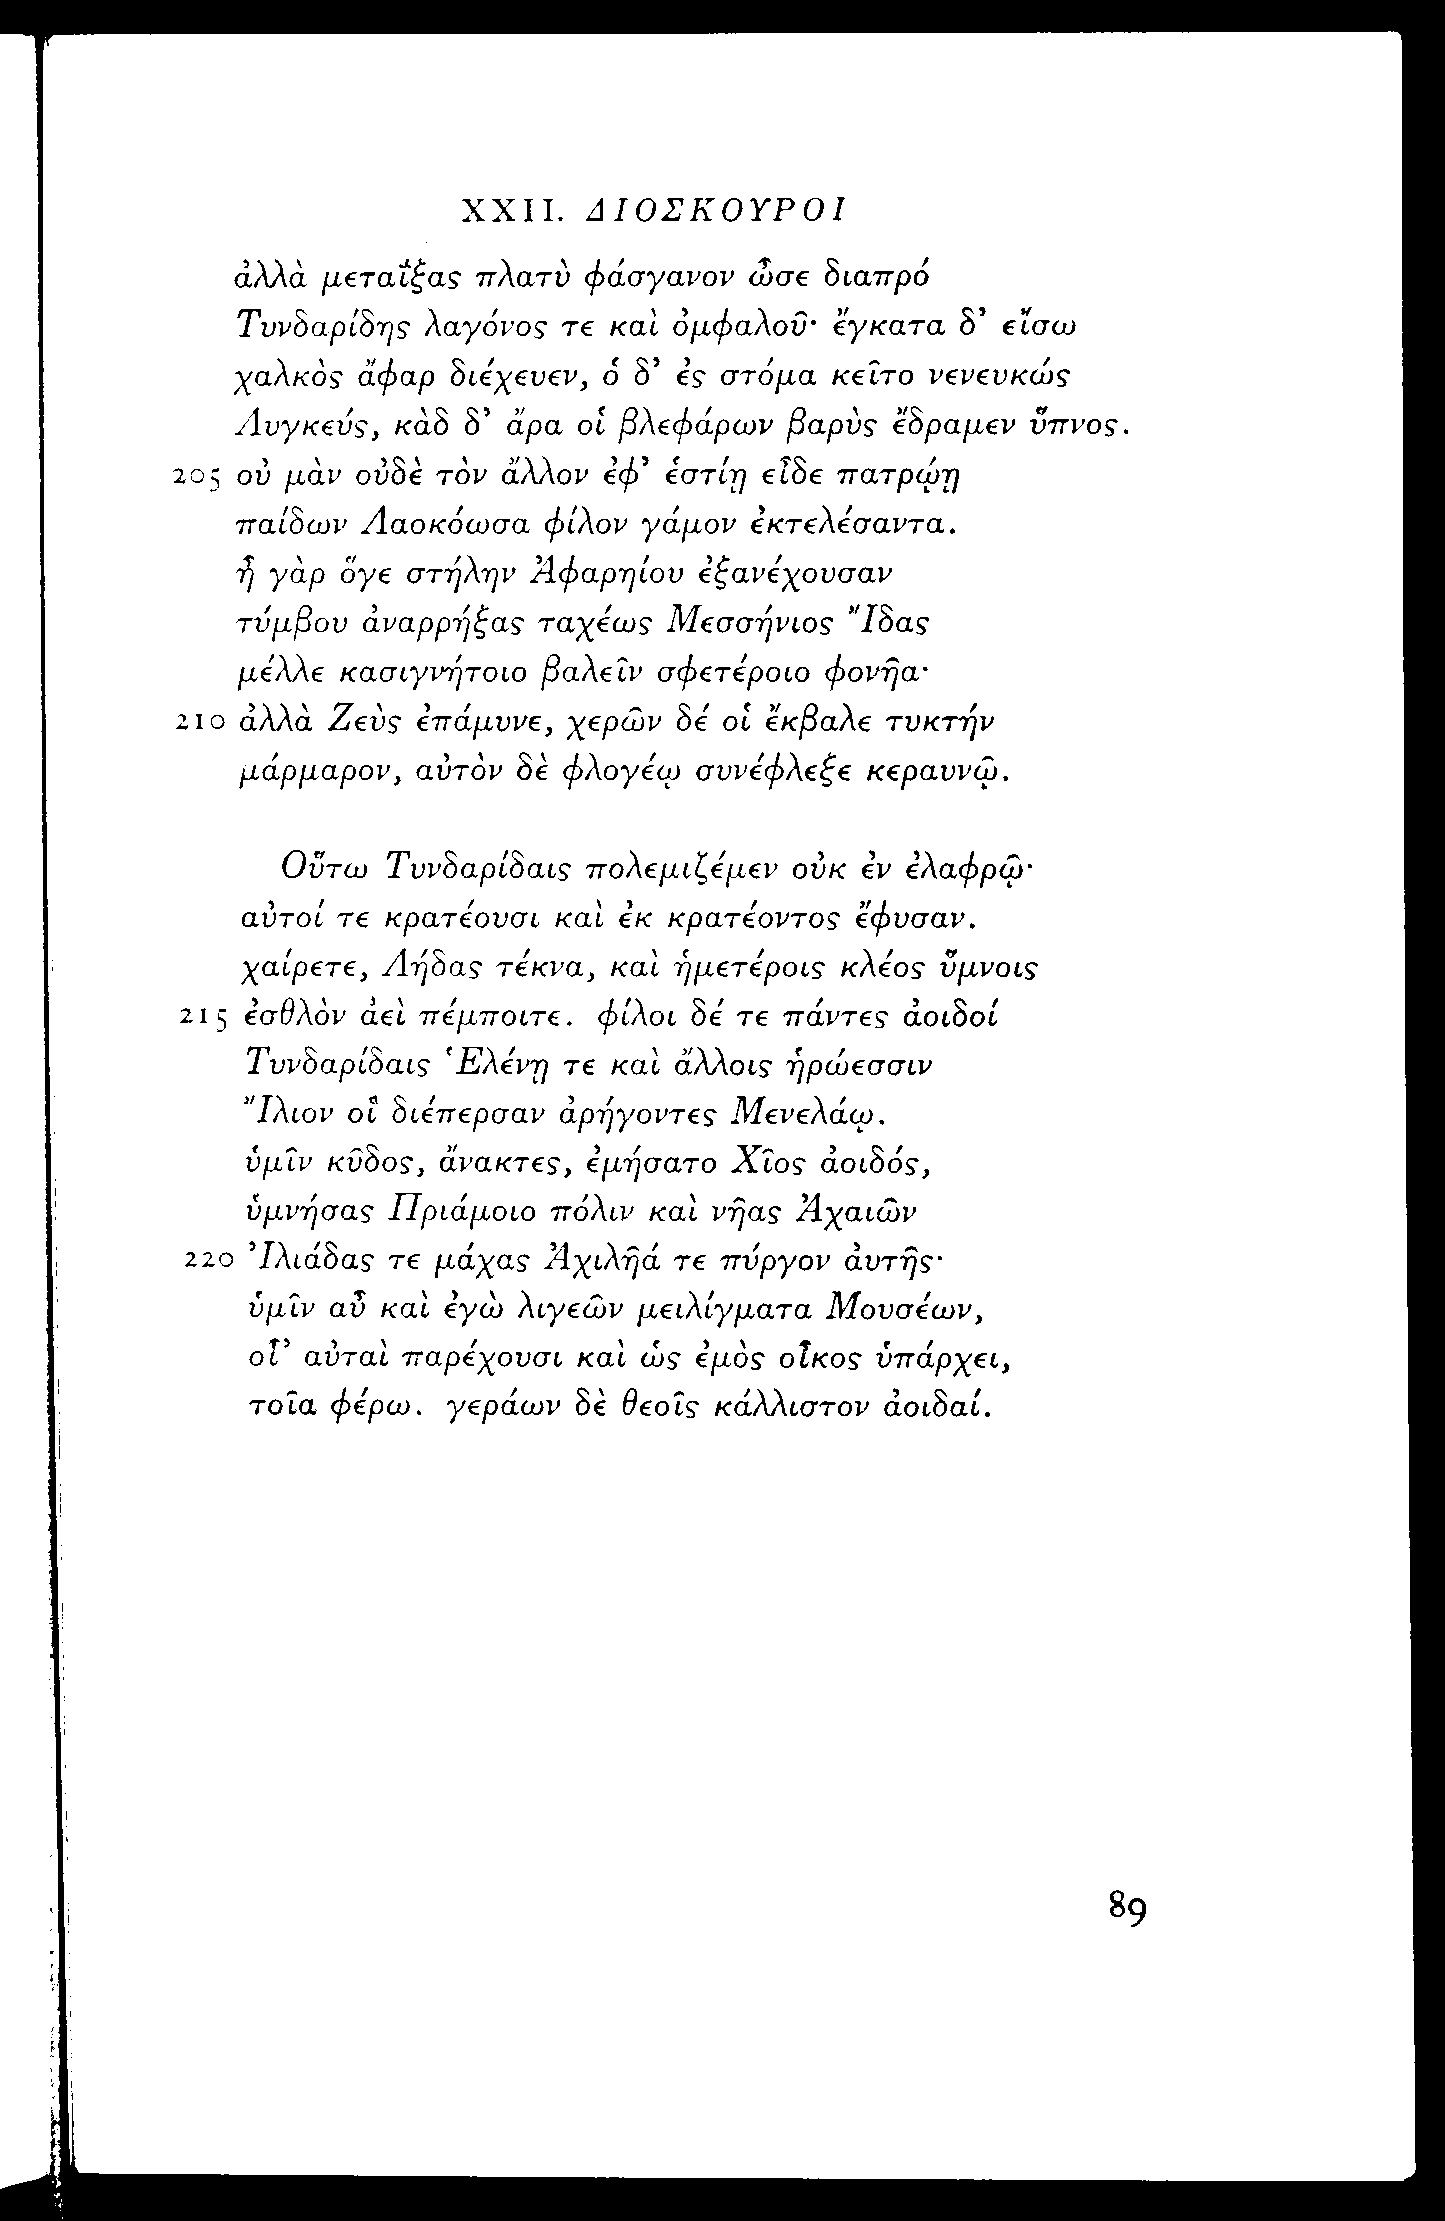 XXII. ΔΙΟΣΚΟΥΡΟΙ
ἀλλὰ μεταΐξας πλατὺ φάσγανον ὦσε διαπρό
Τυνδαρίδης λαγόνος τε καὶ ὀμφαλοῦ· ἔγκατα δ’ εἴσω
χαλκὸς ἄφαρ διέχευεν, ὁ δ’ ἐς στόμα κεῖτο νενευκώς
Λυγκεύς, κὰδ δ’ ἄρα οἱ βλεφάρων βαρὺς ἔδραμεν ὕπνος.
205 οὐ μὰν οὐδὲ τὸν ἄλλον ἐφ’ ἑστίῃ εἶδε πατρῴῃ
παίδων Λαοκόωσα φίλον γάμον ἐκτελέσαντα.
ἦ γὰρ ὅγε στήλην Ἀφαρηίου ἐξανέχουσαν
τύμβου ἀναρρήξας ταχέως Μεσσήνιος Ἴδας
μέλλε κασιγνήτοιο βαλεῖν σφετέροιο φονῆα·
210 ἀλλὰ Ζεὺς ἐπάμυνε, χερῶν δέ οἱ ἔκβαλε τυκτήν
μάρμαρον, αὐτὸν δὲ φλογέῳ συνέφλεξε κεραυνῷ.
Οὕτω Τυνδαρίδαις πολεμιζέμεν οὐκ ἐν ἐλαφρῷ·
αὐτοί τε κρατέουσι καὶ ἐκ κρατέοντος ἔφυσαν.
χαίρετε, Λήδας τέκνα, καὶ ἡμετέροις κλέος ὕμνοις
215 ἐσθλὸν ἀεὶ πέμποιτε. φίλοι δέ τε πάντες ἀοιδοί
Τυνδαρίδαις Ἑλένῃ τε καὶ ἄλλοις ἡρώεσσιν
Ἴλιον οἳ διέπερσαν ἀρήγοντες Μενελάῳ.
ὑμῖν κῦδος, ἄνακτες, ἐμήσατο Χῖος ἀοιδός,
ὑμνήσας Πριάμοιο πόλιν καὶ νῆας Ἀχαιῶν
220 Ἰλιάδας τε μάχας Ἀχιλῆά τε πύργον ἀυτῆς·
ὑμῖν αὖ καὶ ἐγὼ λιγεῶν μειλίγματα Μουσέων,
οἷ’ αὐταὶ παρέχουσι καὶ ὡς ἐμὸς οἶκος ὑπάρχει,
τοῖα φέρω. γεράων δὲ θεοῖς κάλλιστον ἀοιδαί.
89